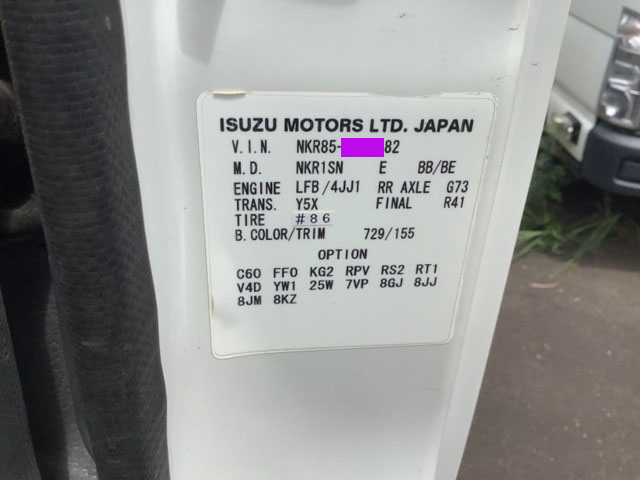 ISUZU MOTORS LTD. JAPAN
V.I.N. NKR85-82
M.D. NKR1SN E BB/BE
ENGINE LFB/4JJ1 RR AXLE G73
TRANS. Y5X FINAL R41
TIRE #86
B.COLOR/TRIM 729/155
OPTION
C60 FF0 KG2 RPV RS2 RT1
V4D YW1 25W 7VP 8GJ 8JJ
8JM 8KZ